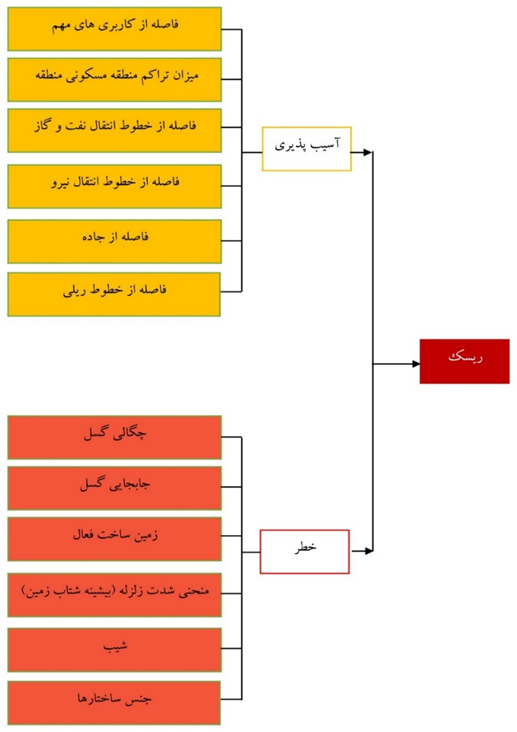 فاصله از کاربری های مهم
میزان تراکم منطقه مسکونی منطقه
فاصله از خطوط انتقال نفت و گاز
فاصله از خطوط انتقال نیرو
فاصله از جاده
فاصله از خطوط ریلی
آسیب پذیری
ریسک
چگالی گسل
جابجایی گسل
زمین ساخت فعال
منحنی شدت زلزله (بیشینه شتاب زمین)
شیب
جنس ساختارها
خطر